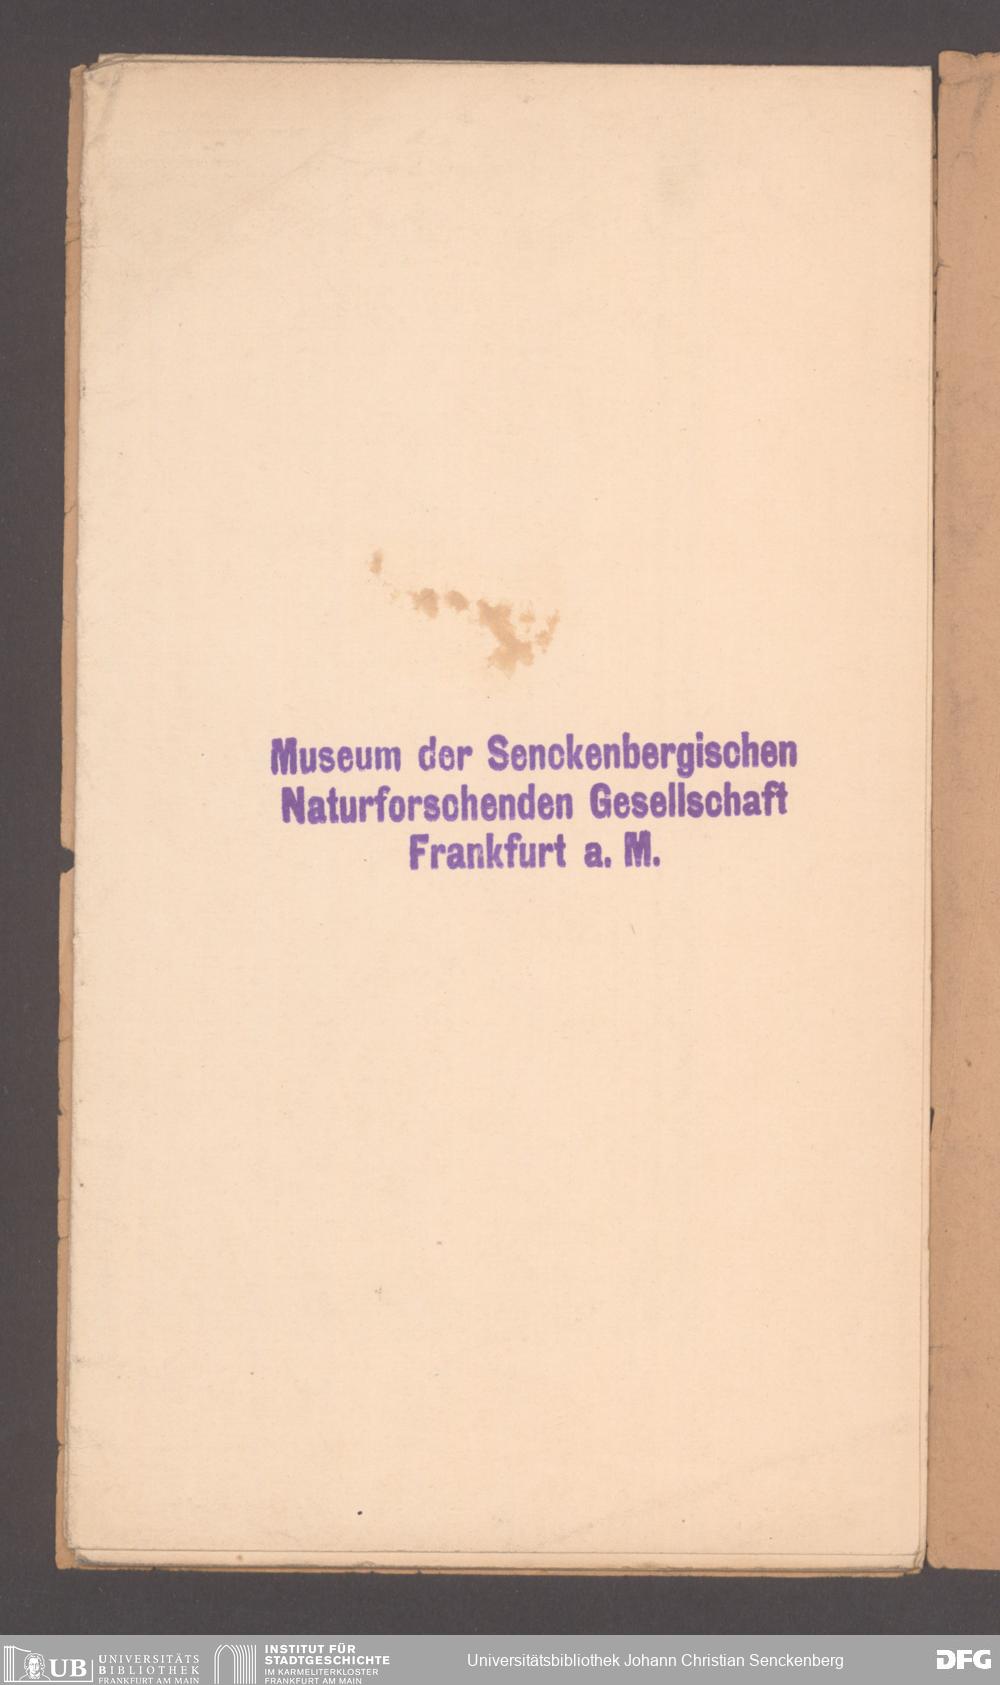 Museum der Senckenbergischen
Naturforschenden Gesellschaft
Frankfurt a. M.
UB
UNIVERSITÄTS
BIBLIOTHEK
FRANKFURT AM MAIN
INSTITUT FÜR
STADTGESCHICHTE
IM KARMELITERKLOSTER
FRANKFURT AM MAIN
Universitätsbibliothek Johann Christian Senckenberg
DFG